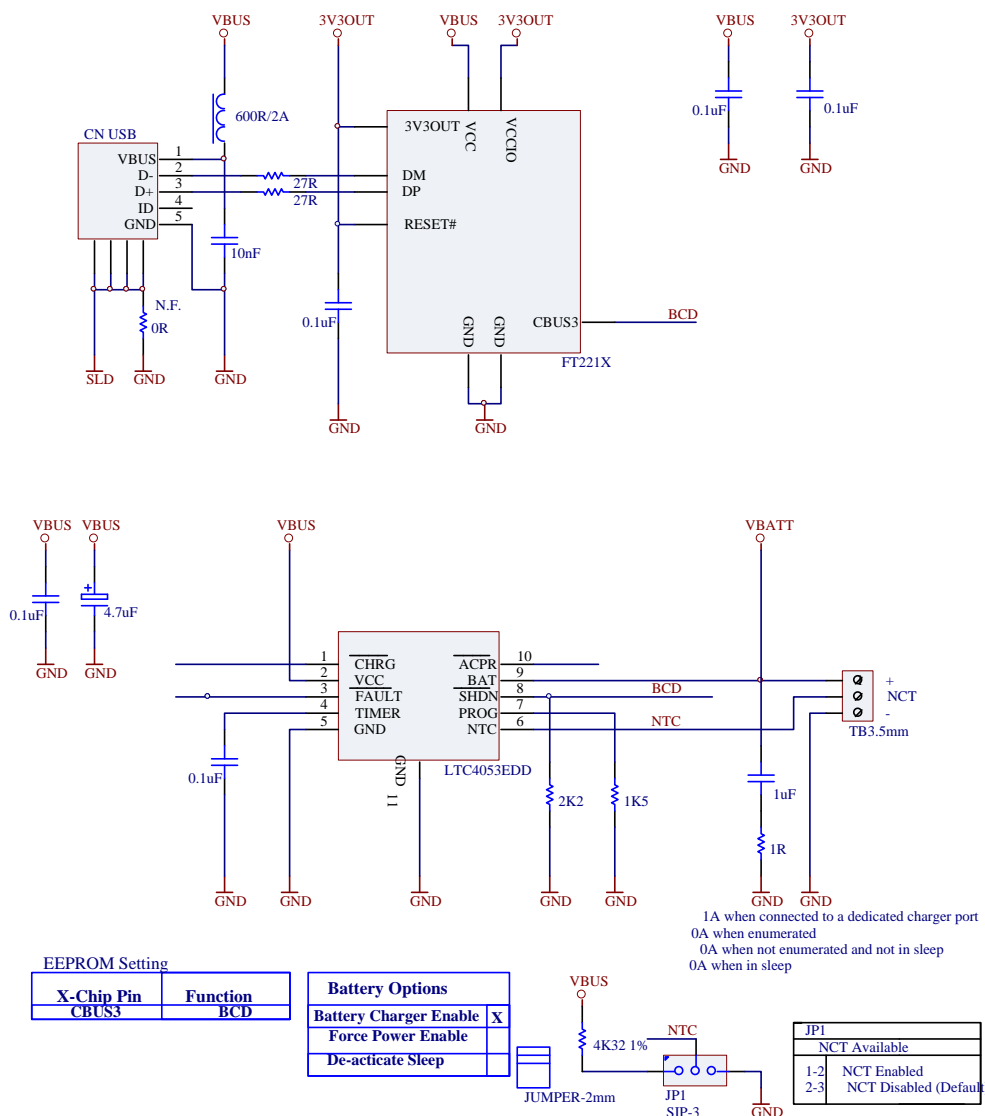 VBUS 3V3OUT VBUS 3V3OUT VBUS 3V3OUT
600R/2A
0.1uF 0.1uF
GND GND
CN USB
VBUS 1
D- 2
D+ 3
ID 4
GND 5
27R
27R
10nF
3V3OUT VCC VCCIO
DM
DP
RESET#
CBUS3 BCD
GND GND
FT221X
N.F.
0R
0.1uF
SLD GND GND
GND GND
VBUS VBUS VBUS VBATT
0.1uF 4.7uF
+
GND GND
1 CHRG ACPR 10
2 VCC BAT 9
3 FAULT SHDN 8 BCD
4 TIMER PROG 7
5 GND NTC 6 NTC
GND 11
LTC4053EDD
+
NCT
-
TB3.5mm
0.1uF
2K2 1K5 1uF
1R
GND GND GND GND GND GND GND
1A when connected to a dedicated charger port
0A when enumerated
0A when not enumerated and not in sleep
0A when in sleep
EEPROM Setting
X-Chip Pin Function
CBUS3 BCD
Battery Options
Battery Charger Enable X
Force Power Enable
De-acticate Sleep
JUMPER-2mm
VBUS
4K32 1%
NTC
JP1
SIP-3
GND
JP1
NCT Available
1-2 NCT Enabled
2-3 NCT Disabled (Default